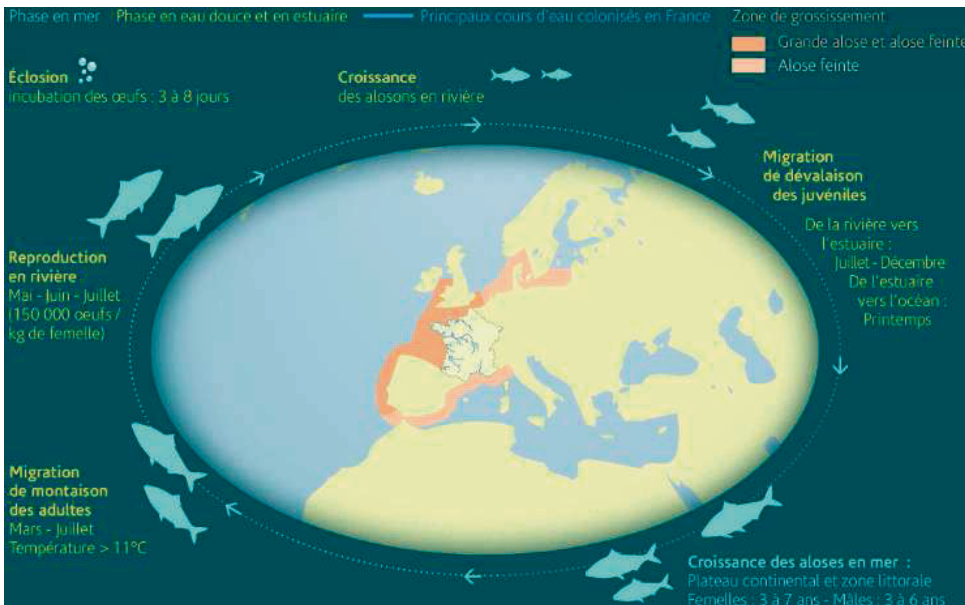 Phase en mer
Phase en eau douce et en estuaire
Principaux cours d'eau colonisés en France
Zone de grossissement
Grande alose et alose feinte
Alose feinte
Éclosion
incubation des œufs : 3 à 8 jours
Croissance
des alosons en rivière
Migration
de dévalaison
des juvéniles
De la rivière vers
l'estuaire :
Juillet - Décembre
De l'estuaire
vers l'océan :
Printemps
Reproduction
en rivière
Mai - Juin - Juillet
(150 000 œufs /
kg de femelle)
Migration
de montaison
des adultes
Mars - Juillet
Température > 11°C
Croissance des aloses en mer :
Plateau continental et zone littorale
Femelles : 3 à 7 ans - Mâles : 3 à 6 ans